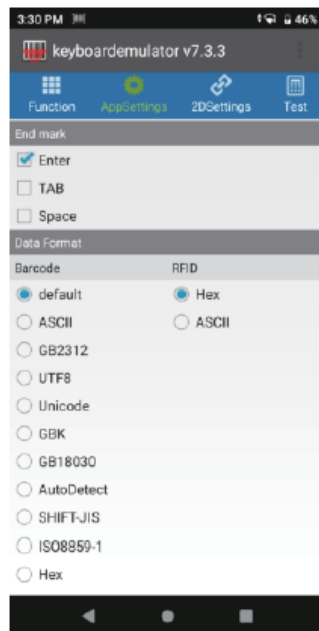 3:30 PM 46%
keyboardemulator v7.3.3
Function AppSettings 2DSettings Test
End mark
Enter
TAB
Space
Data Format
Barcode RFID
default Hex
ASCII ASCII
GB2312
UTF8
Unicode
GBK
GB18030
AutoDetect
SHIFT-JIS
ISO8859-1
Hex